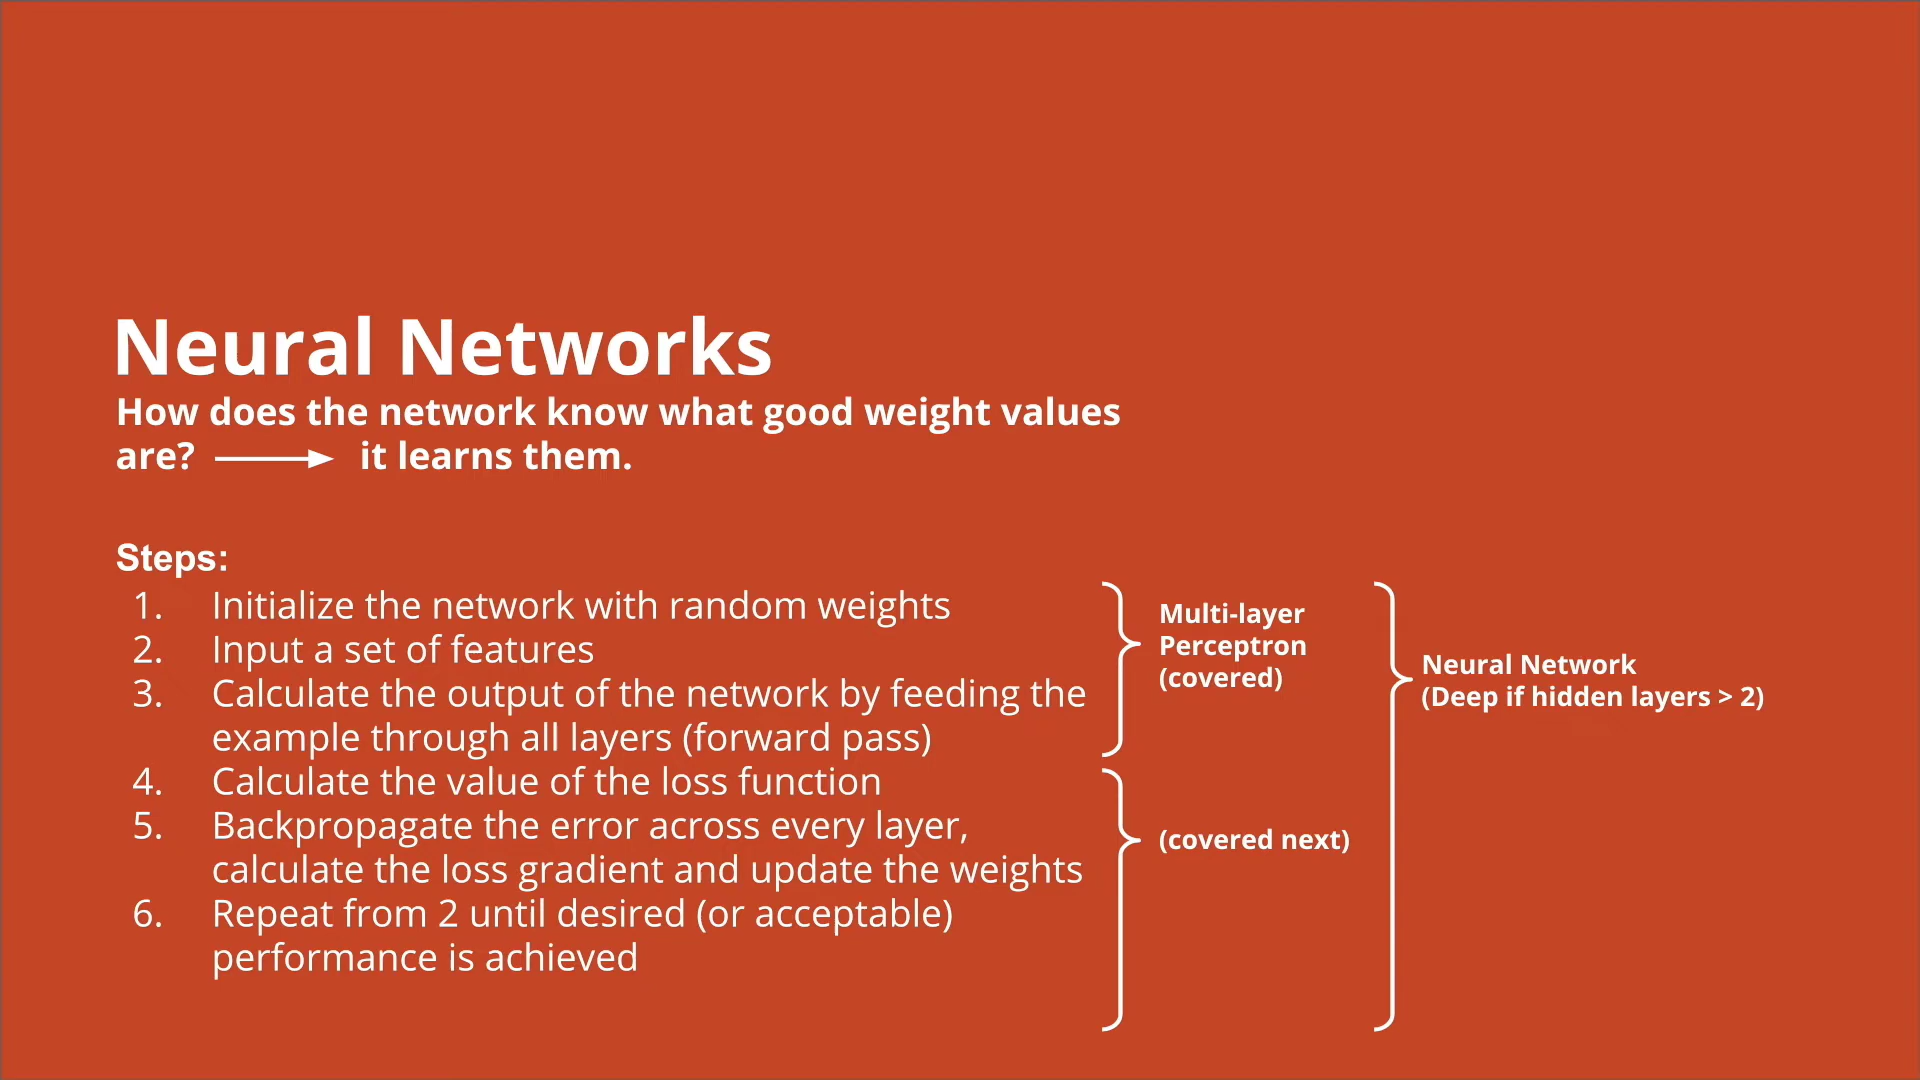 Neural Networks
How does the network know what good weight values
are? it learns them.
Steps:
1. Initialize the network with random weights
2. Input a set of features
3. Calculate the output of the network by feeding the
example through all layers (forward pass)
4. Calculate the value of the loss function
5. Backpropagate the error across every layer,
calculate the loss gradient and update the weights
6. Repeat from 2 until desired (or acceptable)
performance is achieved
Multi-layer
Perceptron
(covered)
(covered next)
Neural Network
(Deep if hidden layers > 2)